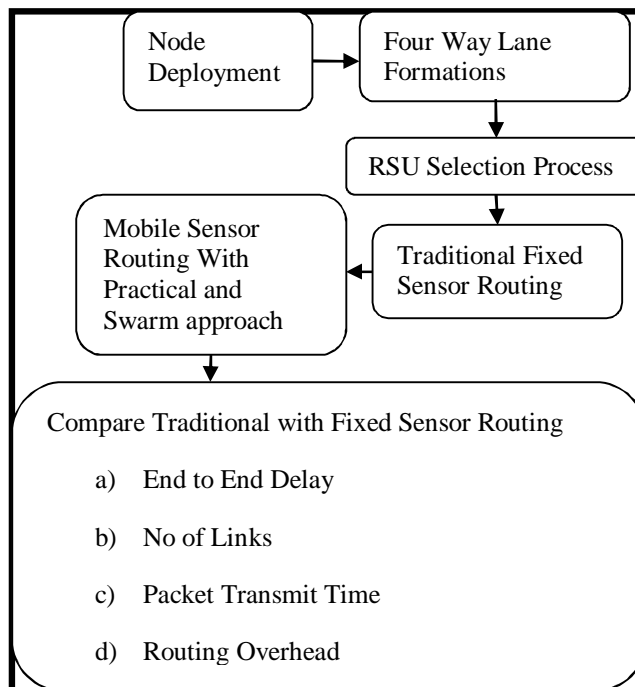 Node
Deployment
Four Way Lane
Formations
RSU Selection Process
Traditional Fixed
Sensor Routing
Mobile Sensor
Routing With
Practical and
Swarm approach
Compare Traditional with Fixed Sensor Routing
a) End to End Delay
b) No of Links
c) Packet Transmit Time
d) Routing Overhead